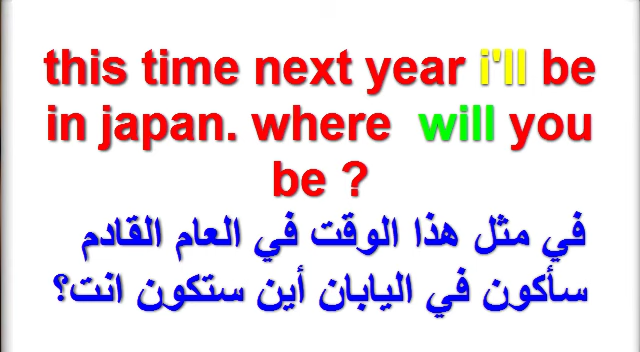 this time next year i'll be
in japan. where will you
be ?
في مثل هذا الوقت في العام القادم
سأكون في اليابان أين ستكون انت؟